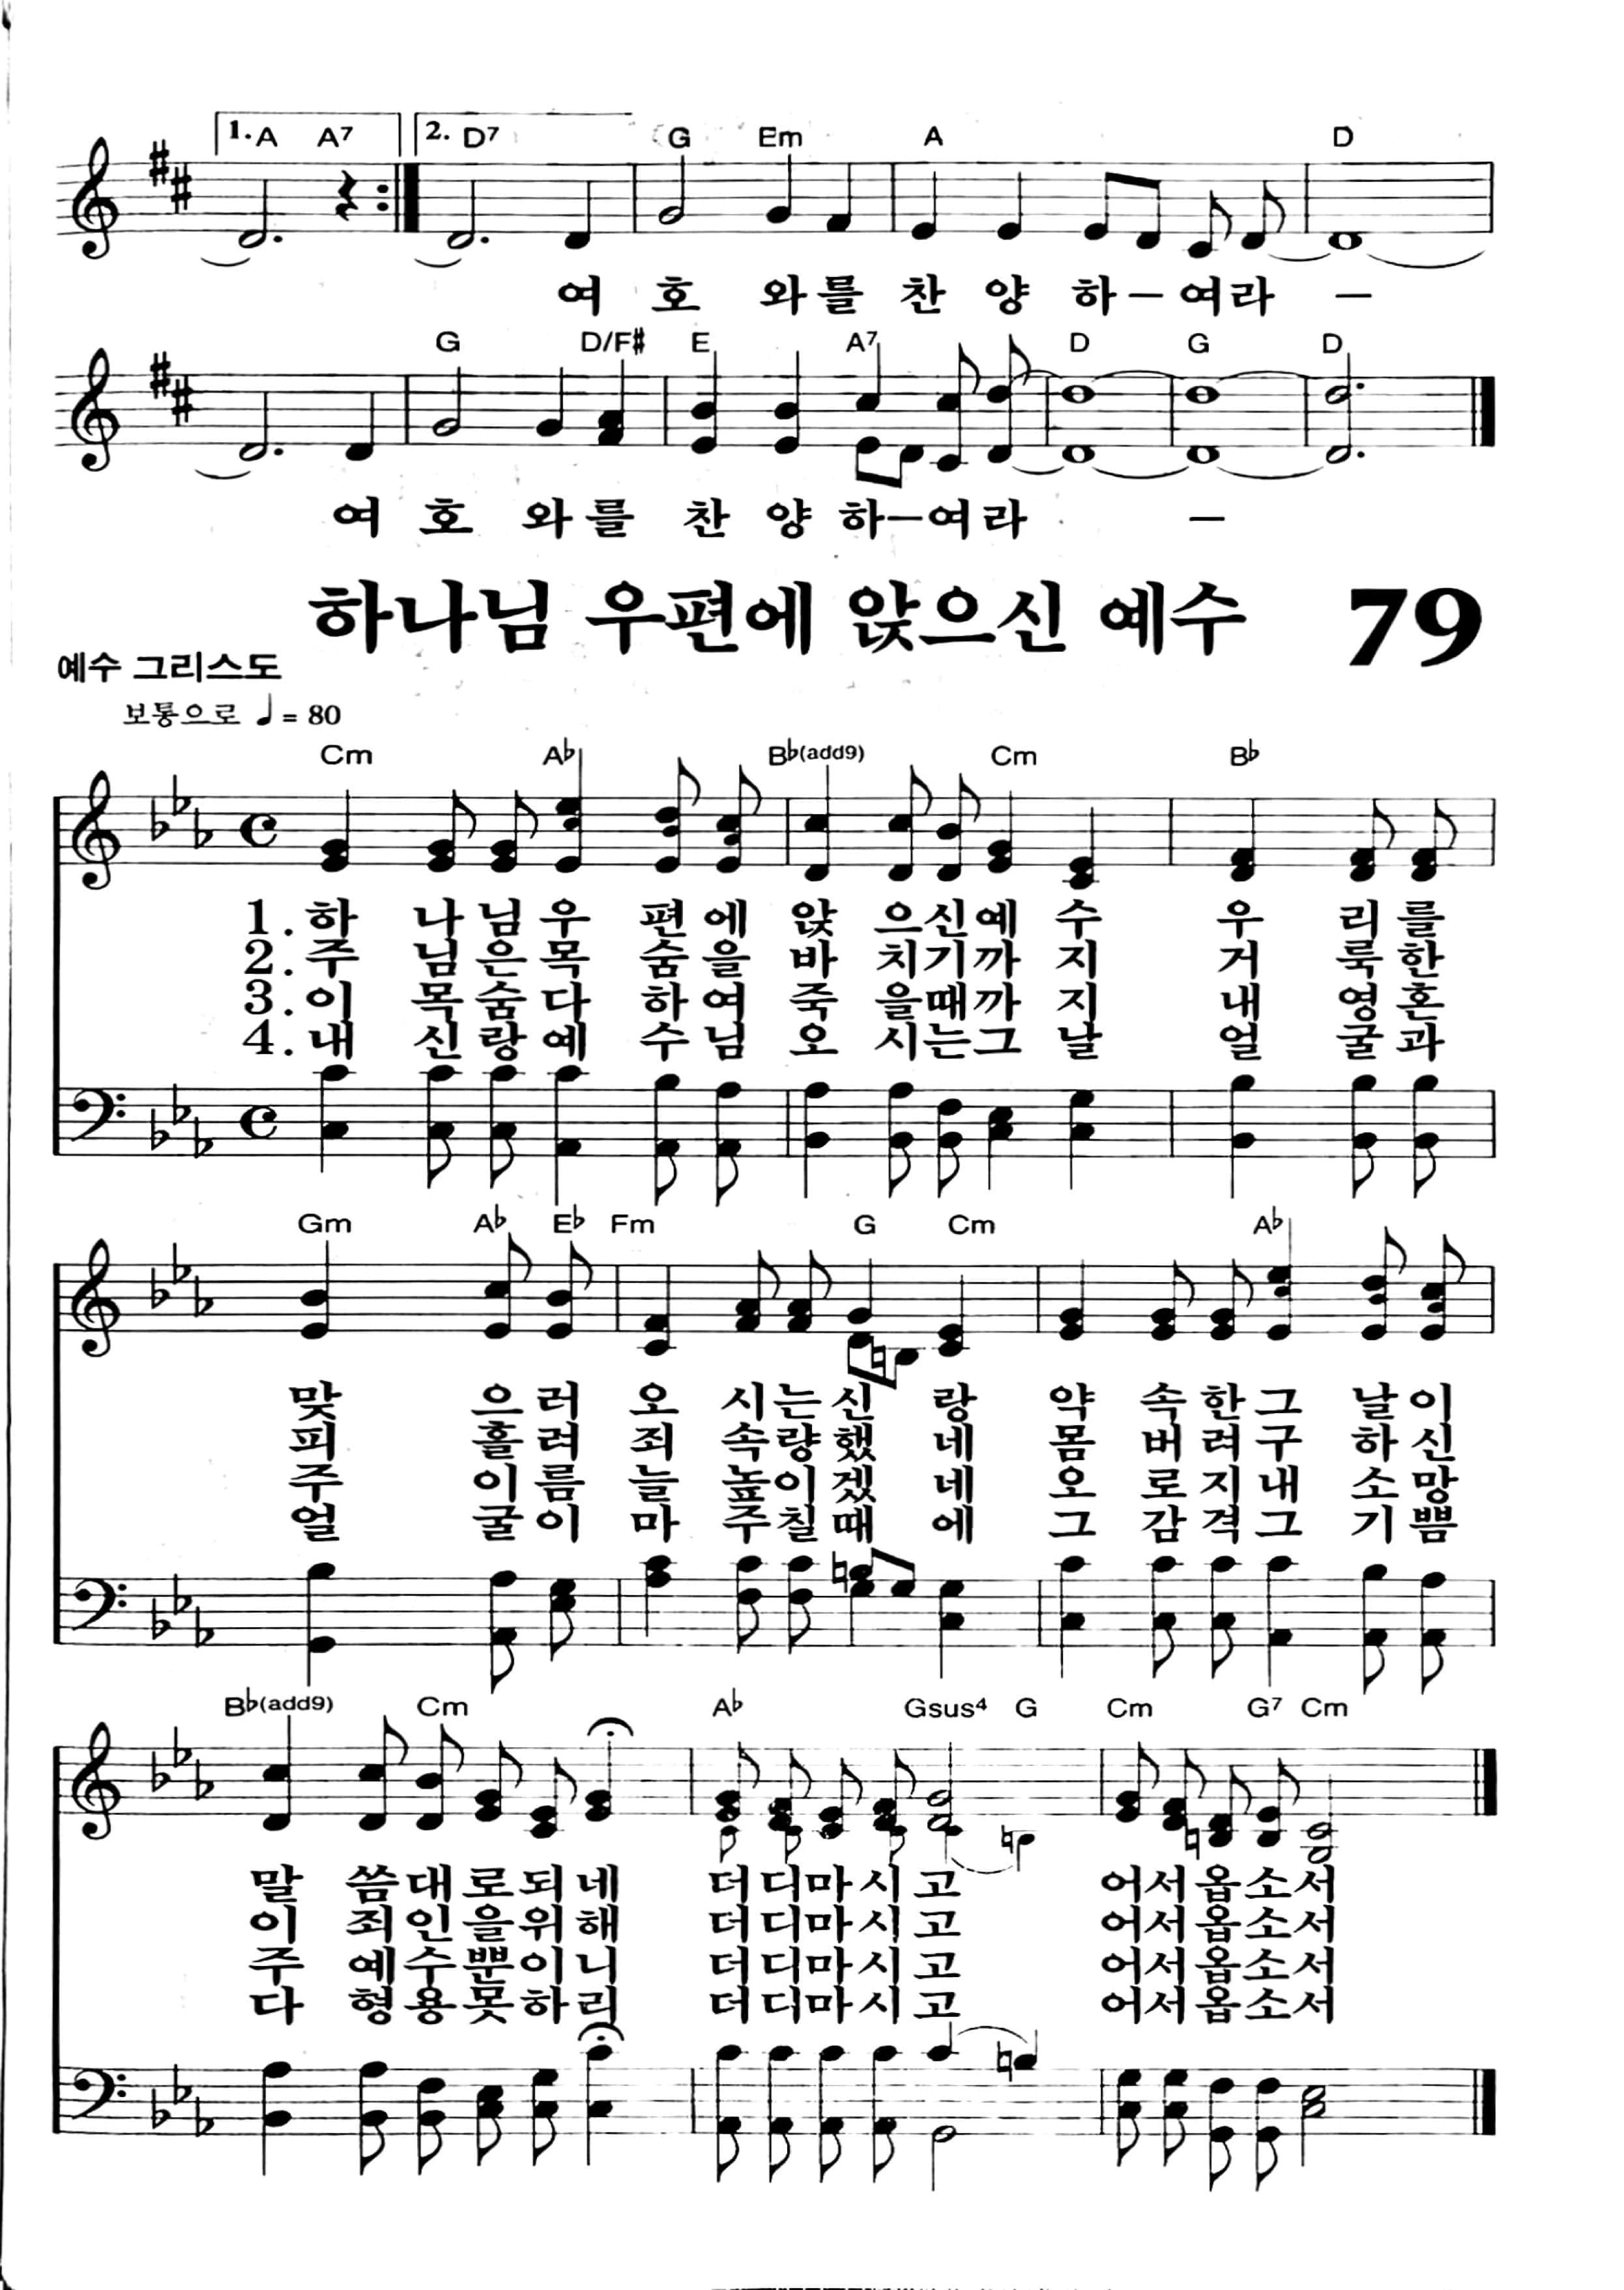 1. A A7 2. D7 G Em A D
여 호 와를 찬 양 하－여라 －
G D/F# E A7 D G D
여 호 와를 찬 양 하－여라 －
하나님 우편에 앉으신 예수 79
예수 그리스도
보통으로 ♩= 80
Cm A♭ B♭(add9) Cm B♭
1. 하 나님우 편에 앉 으신예 수 우 리를
2. 주 님은목 숨을 바 치기까 지 거 룩한
3. 이 목숨다 하여 죽 을때까 지 내 영혼
4. 내 신랑예 수님 오 시는그 날 얼 굴과
Gm A♭ E♭ Fm G Cm A♭
맞 으러 오 시는신 랑 약 속한그 날이
피 흘려 죄 속량했 네 몸 버려구 하신
주 이름 늘 높이겠 네 오 로지내 소망
얼 굴이 마 주칠때 에 그 감격그 기쁨
B♭(add9) Cm A♭ Gsus4 G Cm G7 Cm
말 씀대로되네 더디마시고 어서옵소서
이 죄인을위해 더디마시고 어서옵소서
주 예수뿐이니 더디마시고 어서옵소서
다 형용못하리 더디마시고 어서옵소서